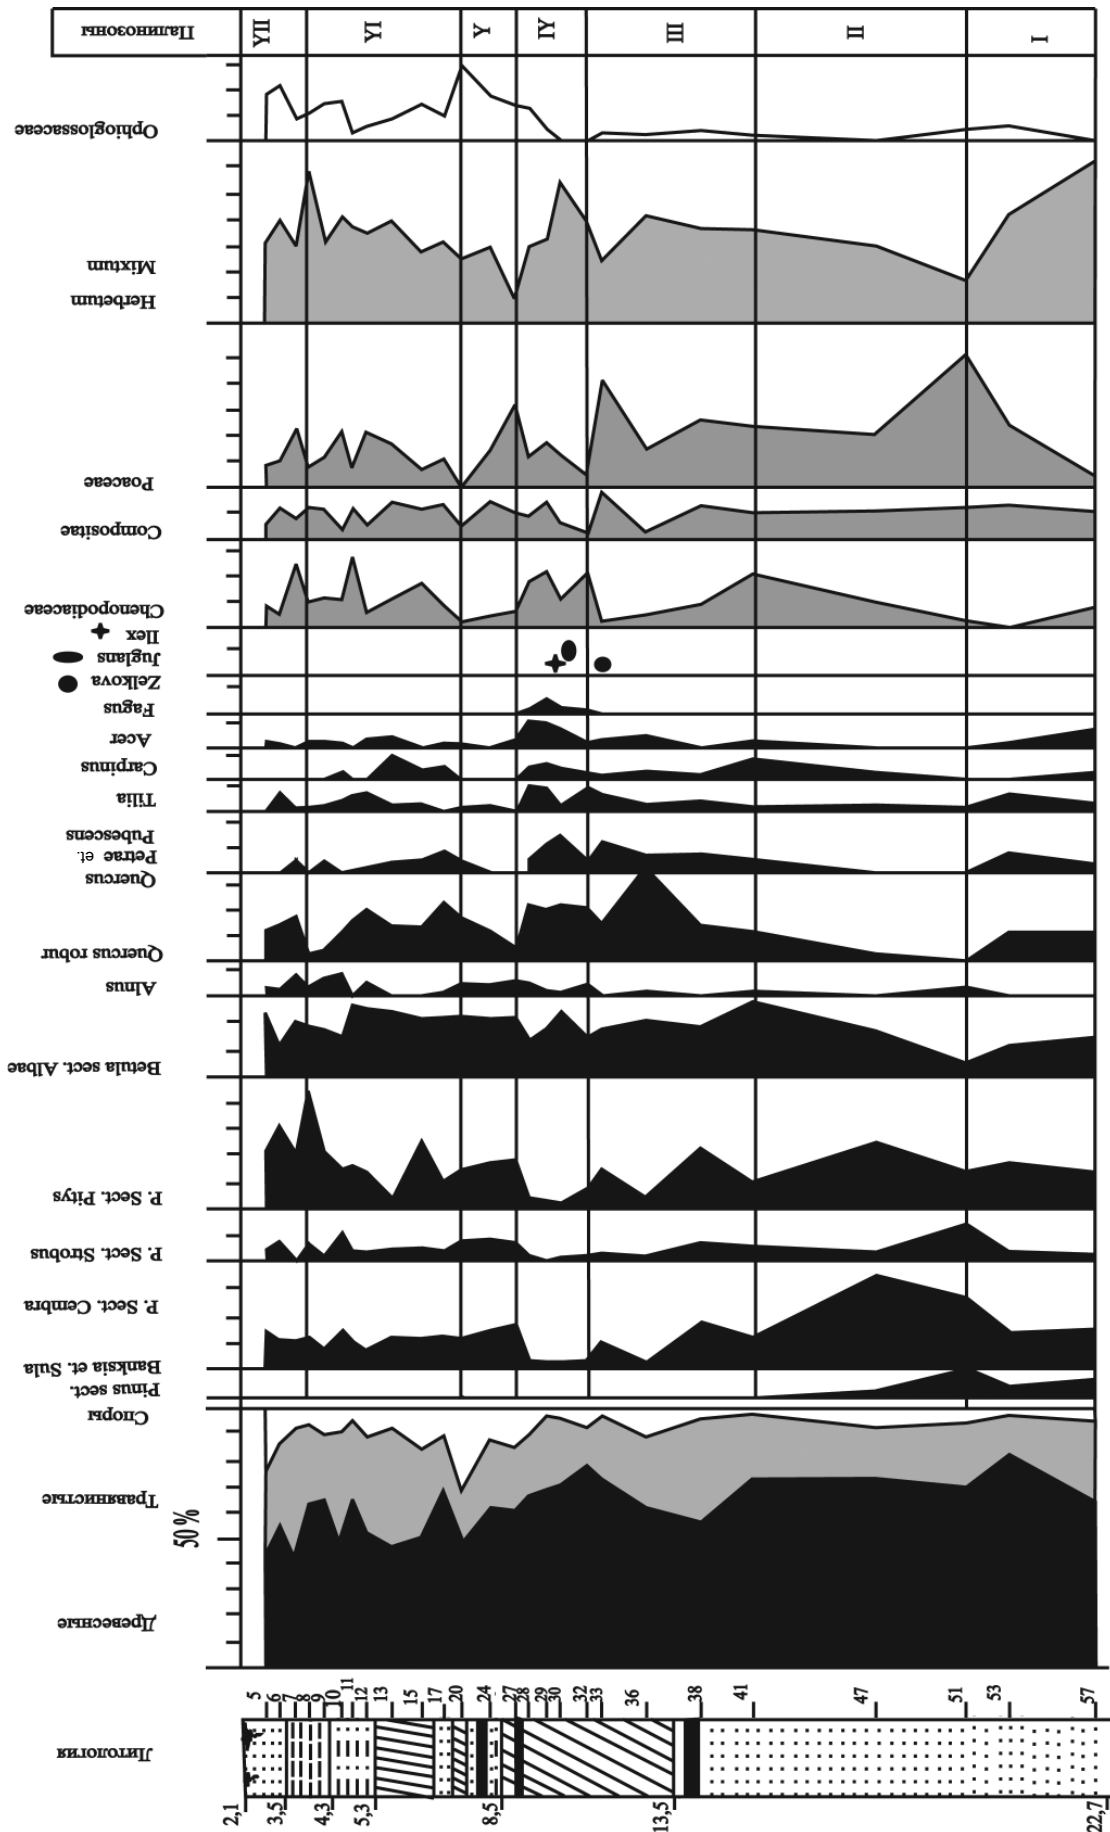 Палинозоны
YII
YI
Y
IY
III
II
I
Ophioglossaceae
Mixtum
Herbetum
Poaceae
Compositae
Chenopodiaceae
Ilex
Juglans
Zelkova
Fagus
Acer
Carpinus
Tilia
Pubescens
Petrae et.
Quercus
Quercus robur
Alnus
Betula sect. Albae
P. Sect. Pitys
P. Sect. Strobus
P. Sect. Cembra
Banksia et. Sula
Pinus sect.
Споры
Травянистые
50 %
Древесные
5
6
7
8
9
10
11
12
13
15
17
20
24
27
28
29
30
32
33
36
38
41
47
51
53
57
Литология
2,1
3,5
4,3
5,3
8,5
13,5
22,7